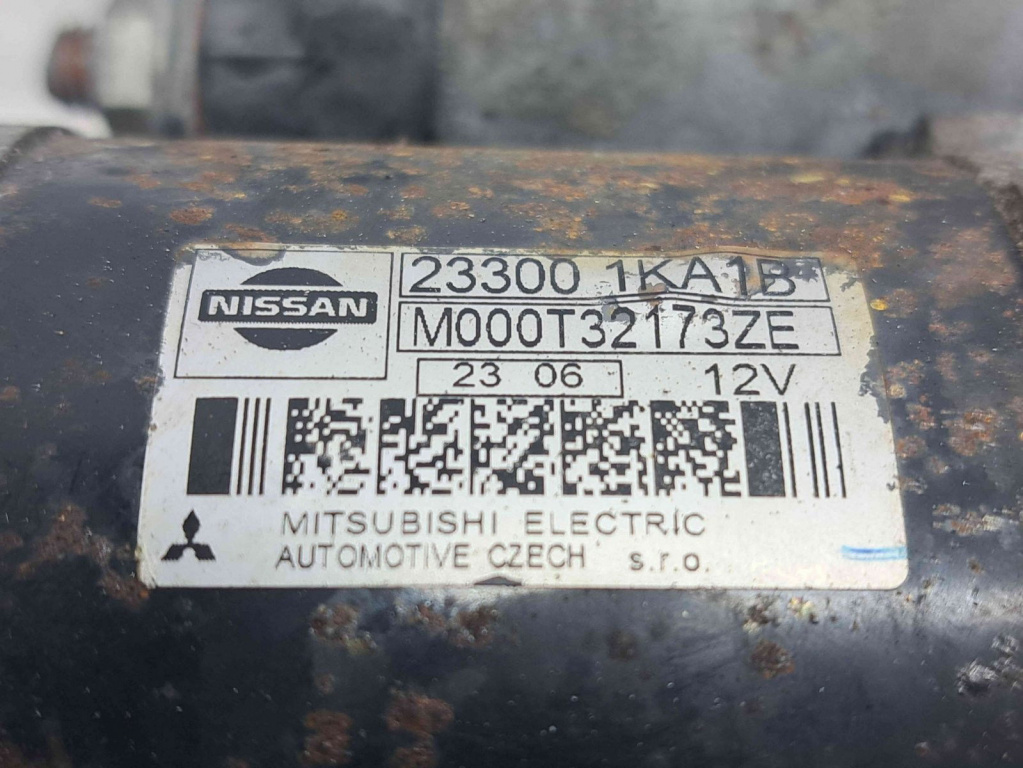 NISSAN
23300 1KA1B
M000T32173ZE
23 06 12V
MITSUBISHI ELECTRIC
AUTOMOTIVE CZECH s.r.o.